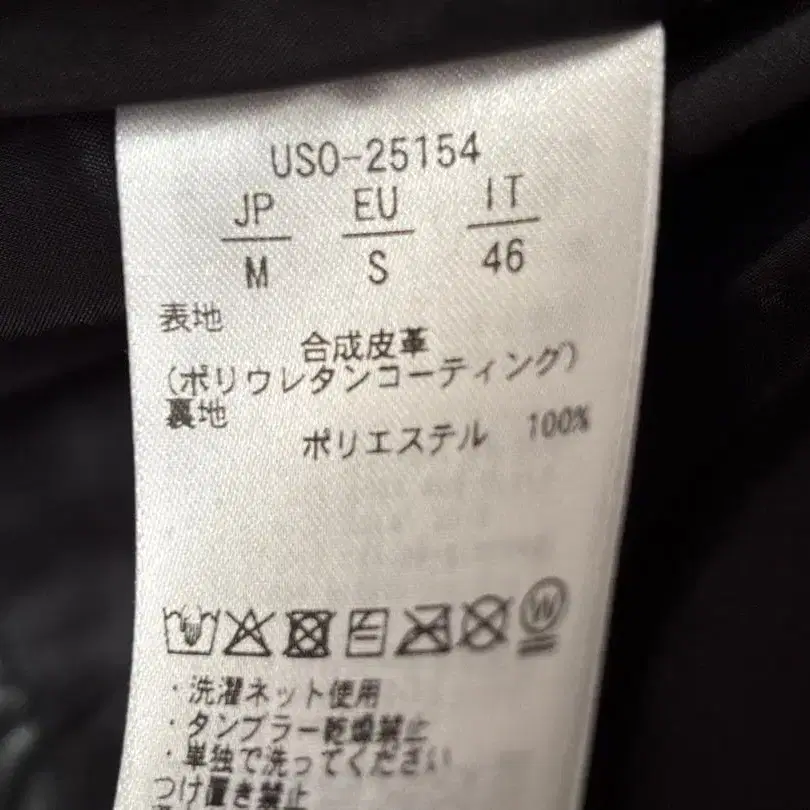 USO-25154
JP EU IT
M S 46
表地
合成皮革
(ポリウレタンコーティング)
裏地
ポリエステル 100%
W
・洗濯ネット使用
・タンブラー乾燥禁止
・単独で洗ってください
つけ置き禁止